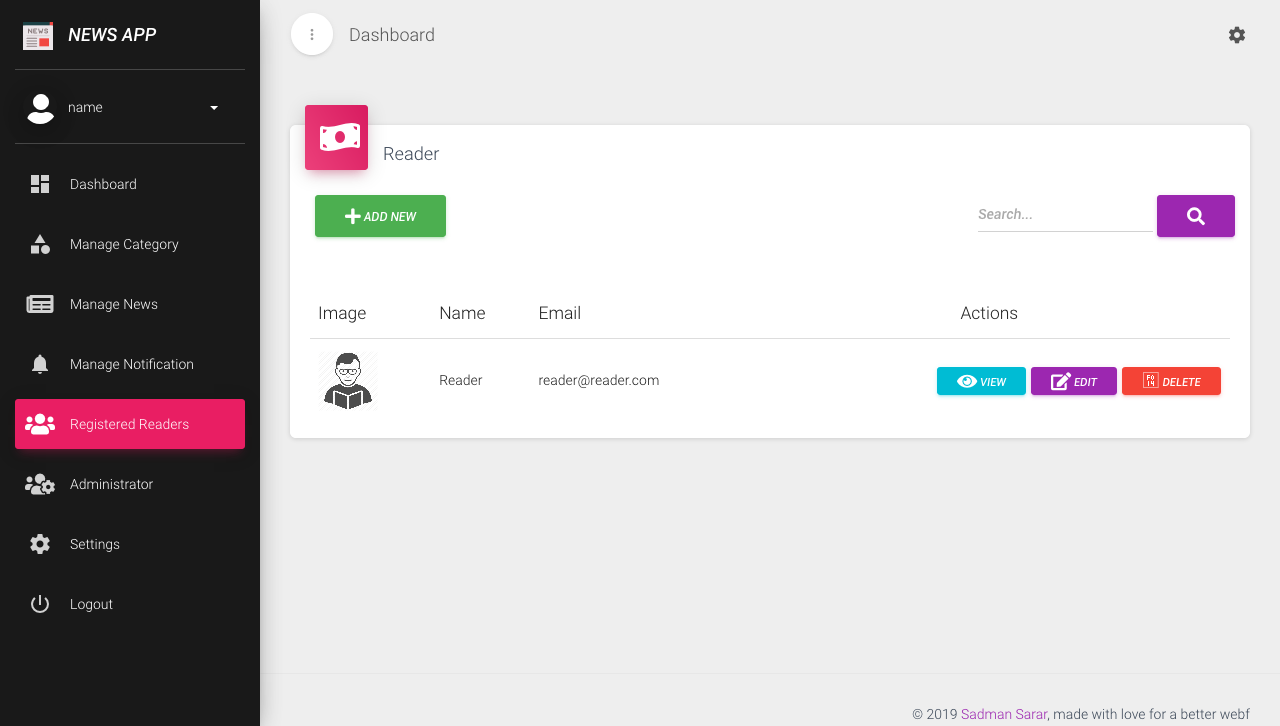 NEWS
NEWS APP
name
Dashboard
Manage Category
Manage News
Manage Notification
Registered Readers
Administrator
Settings
Logout
Dashboard
Reader
ADD NEW
Search...
Image Name Email Actions
Reader reader@reader.com VIEW EDIT DELETE
© 2019 Sadman Sarar, made with love for a better webf